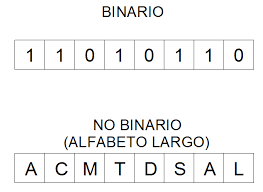 BINARIO
1 1 0 1 0 1 1 0
NO BINARIO
(ALFABETO LARGO)
A C M T D S A L